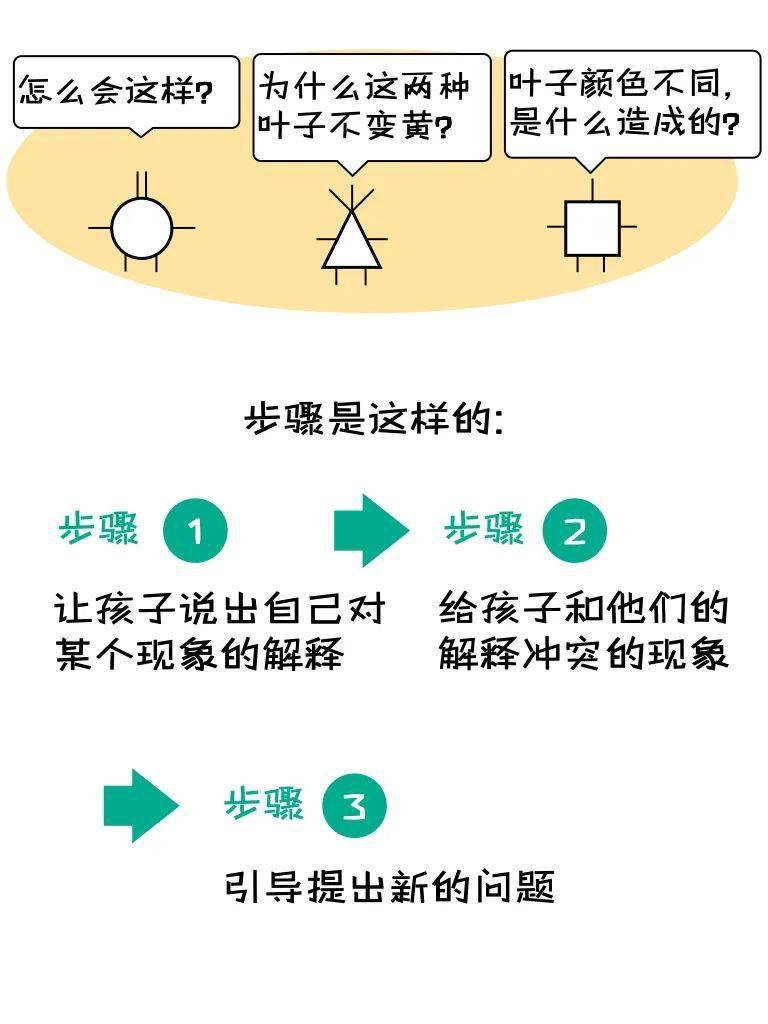 怎么会这样?
为什么这两种
叶子不变黄?
叶子颜色不同,
是什么造成的?
步骤是这样的:
步骤 1
让孩子说出自己对
某个现象的解释
步骤 2
给孩子和他们的
解释冲突的现象
步骤 3
引导提出新的问题